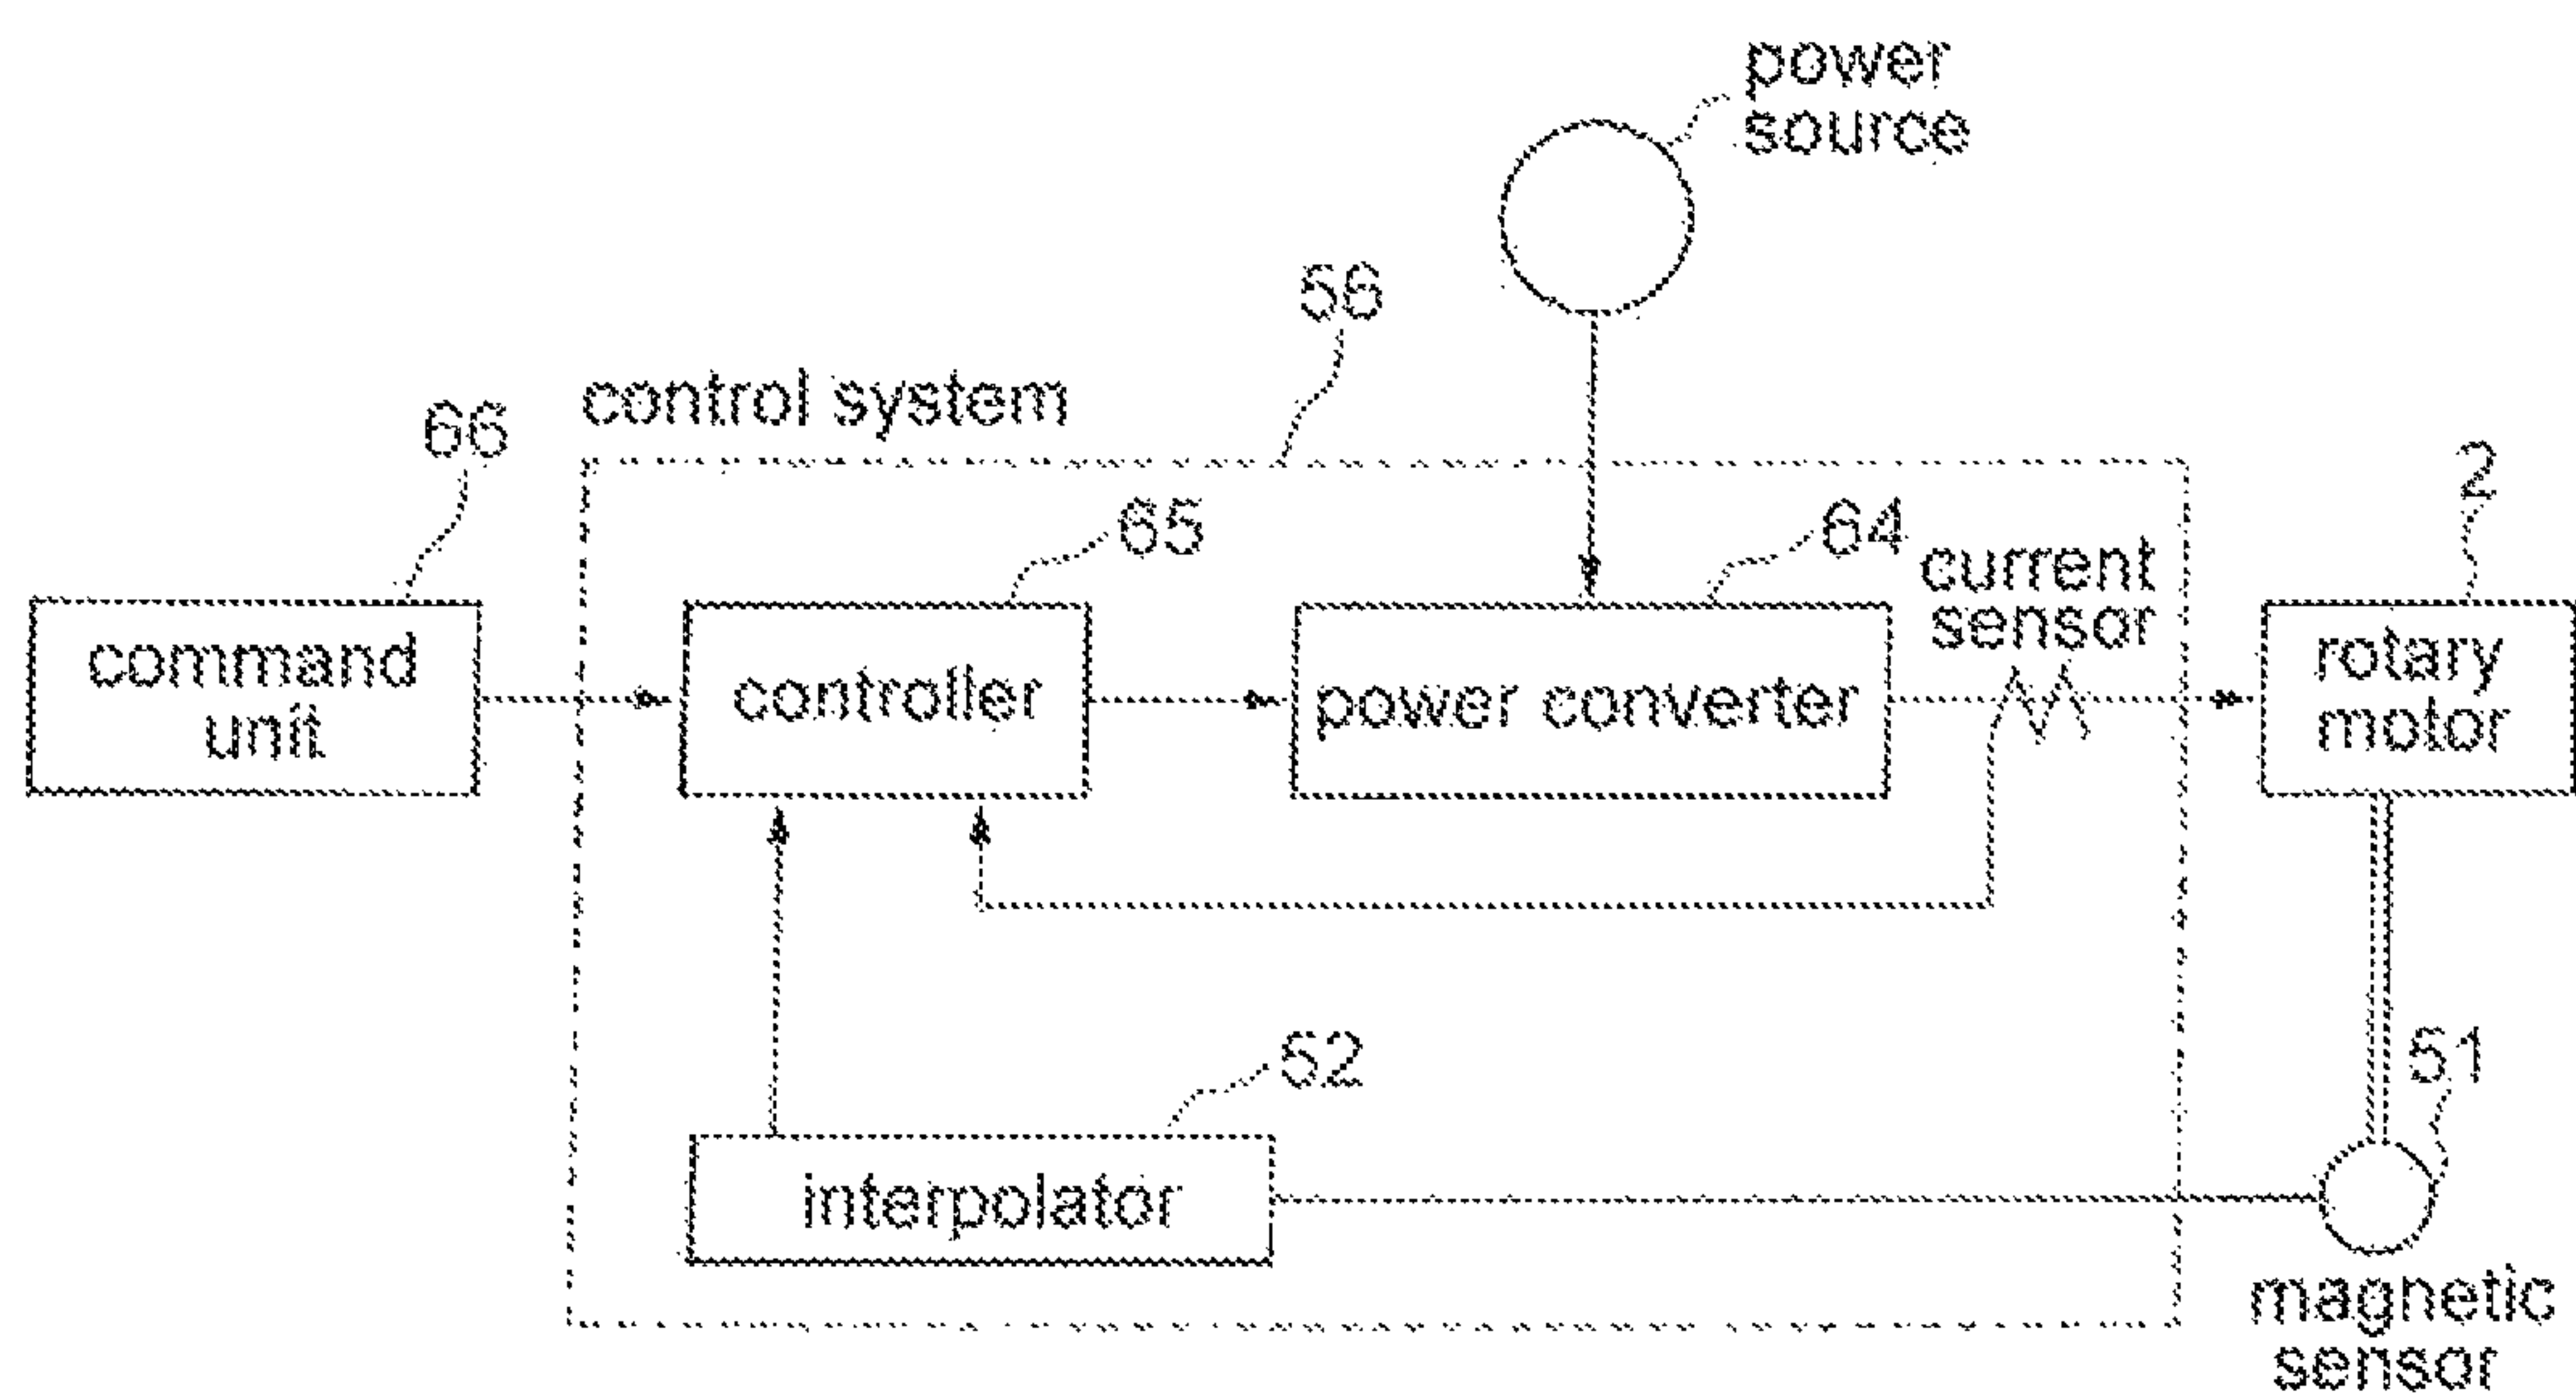 power
source
56
control system
66
2
65
64
current
sensor
command
unit
controller
power converter
rotary
motor
52
51
interpolator
magnetic
sensor